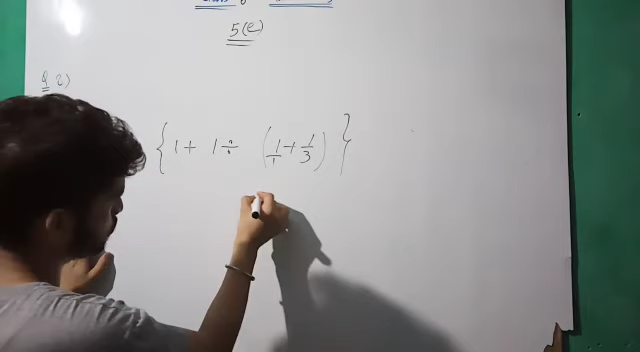 5(e)
Q 2)
{ 1 + 1 ÷ (1/1 + 1/3) }